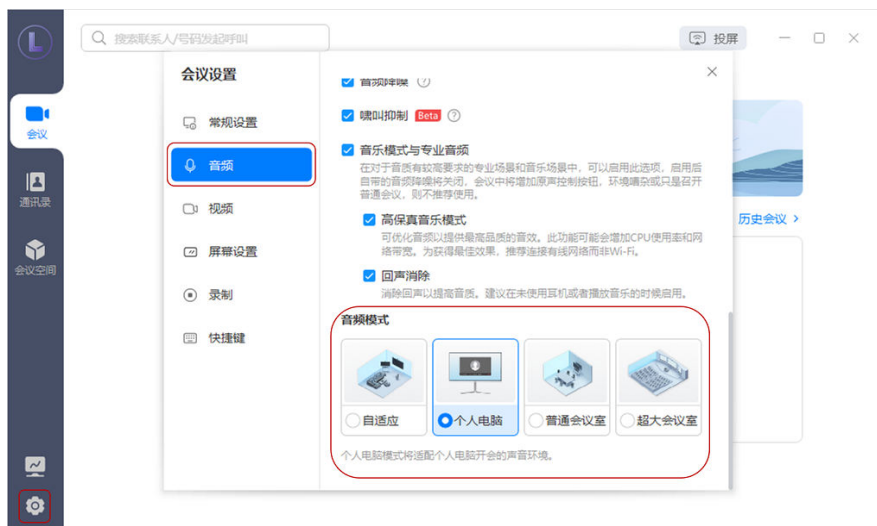 L
搜索联系人/号码发起呼叫
投屏
会议
通讯录
会议空间
历史会议 >
会议设置
常规设置
音频
视频
屏幕设置
录制
快捷键
音频降噪 ?
啸叫抑制 Beta ?
音乐模式与专业音频
在对于音质有较高要求的专业场景和音乐场景中，可以启用此选项，启用后
自带的音频降噪将关闭，会议中将增加原声控制按钮，环境嘈杂或只是召开
普通会议，则不推荐使用。
高保真音乐模式
可优化音频以提供最高品质的音效。此功能可能会增加CPU使用率和网
络带宽。为获得最佳效果，推荐连接有线网络而非Wi-Fi。
回声消除
消除回声以提高音质。建议在未使用耳机或者播放音乐的时候启用。
音频模式
自适应
个人电脑
普通会议室
超大会议室
个人电脑模式将适配个人电脑开会的声音环境。